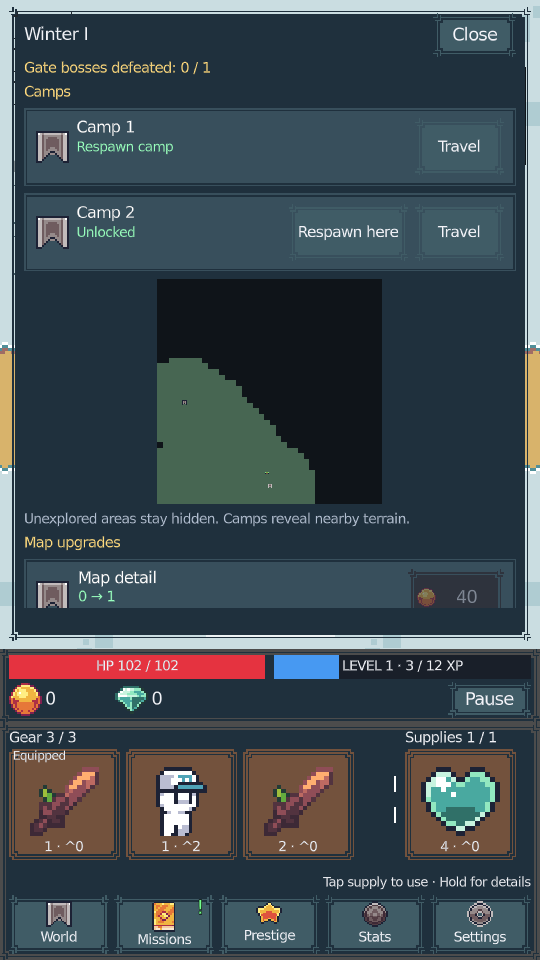 Winter I
Close
Gate bosses defeated: 0 / 1
Camps
Camp 1
Respawn camp
Travel
Camp 2
Unlocked
Respawn here
Travel
Unexplored areas stay hidden. Camps reveal nearby terrain.
Map upgrades
Map detail
0 → 1
40
HP 102 / 102
LEVEL 1 · 3 / 12 XP
0
0
Pause
Gear 3 / 3
Supplies 1 / 1
Equipped
1 · ^0
1 · ^2
2 · ^0
4 · ^0
Tap supply to use · Hold for details
World
Missions
!
Prestige
Stats
Settings